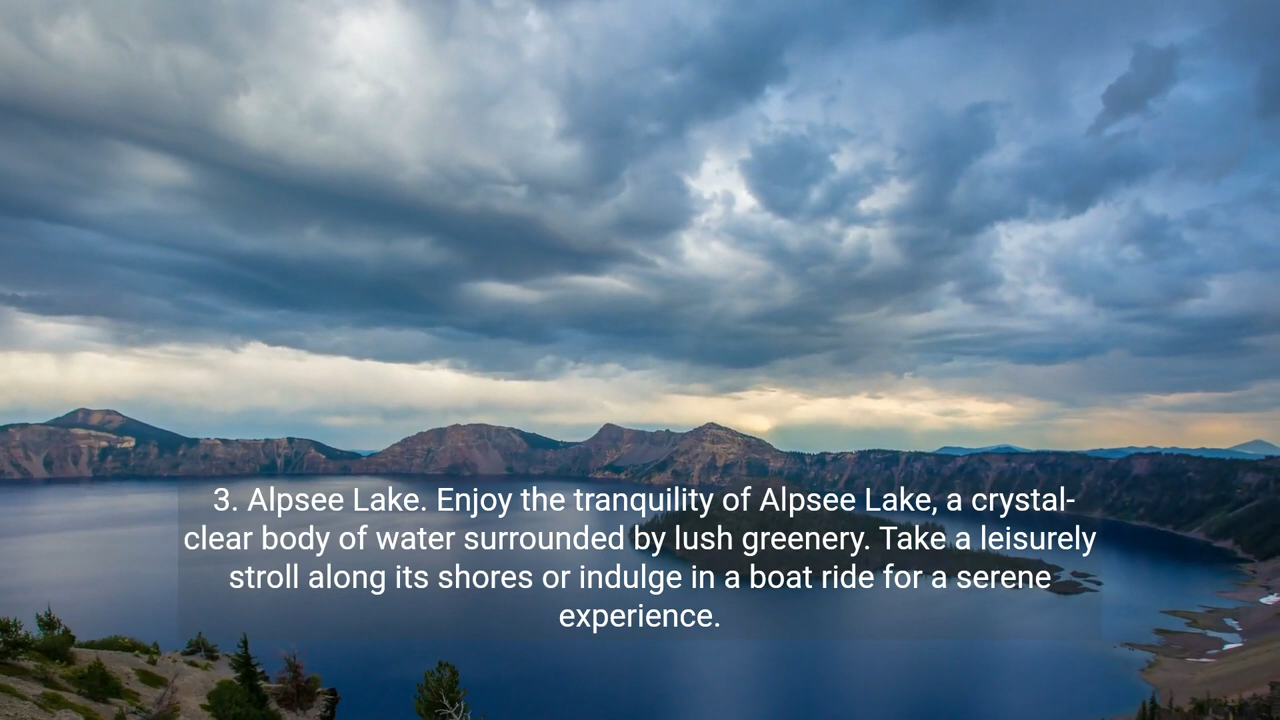 3. Alpsee Lake. Enjoy the tranquility of Alpsee Lake, a crystal-
clear body of water surrounded by lush greenery. Take a leisurely
stroll along its shores or indulge in a boat ride for a serene
experience.